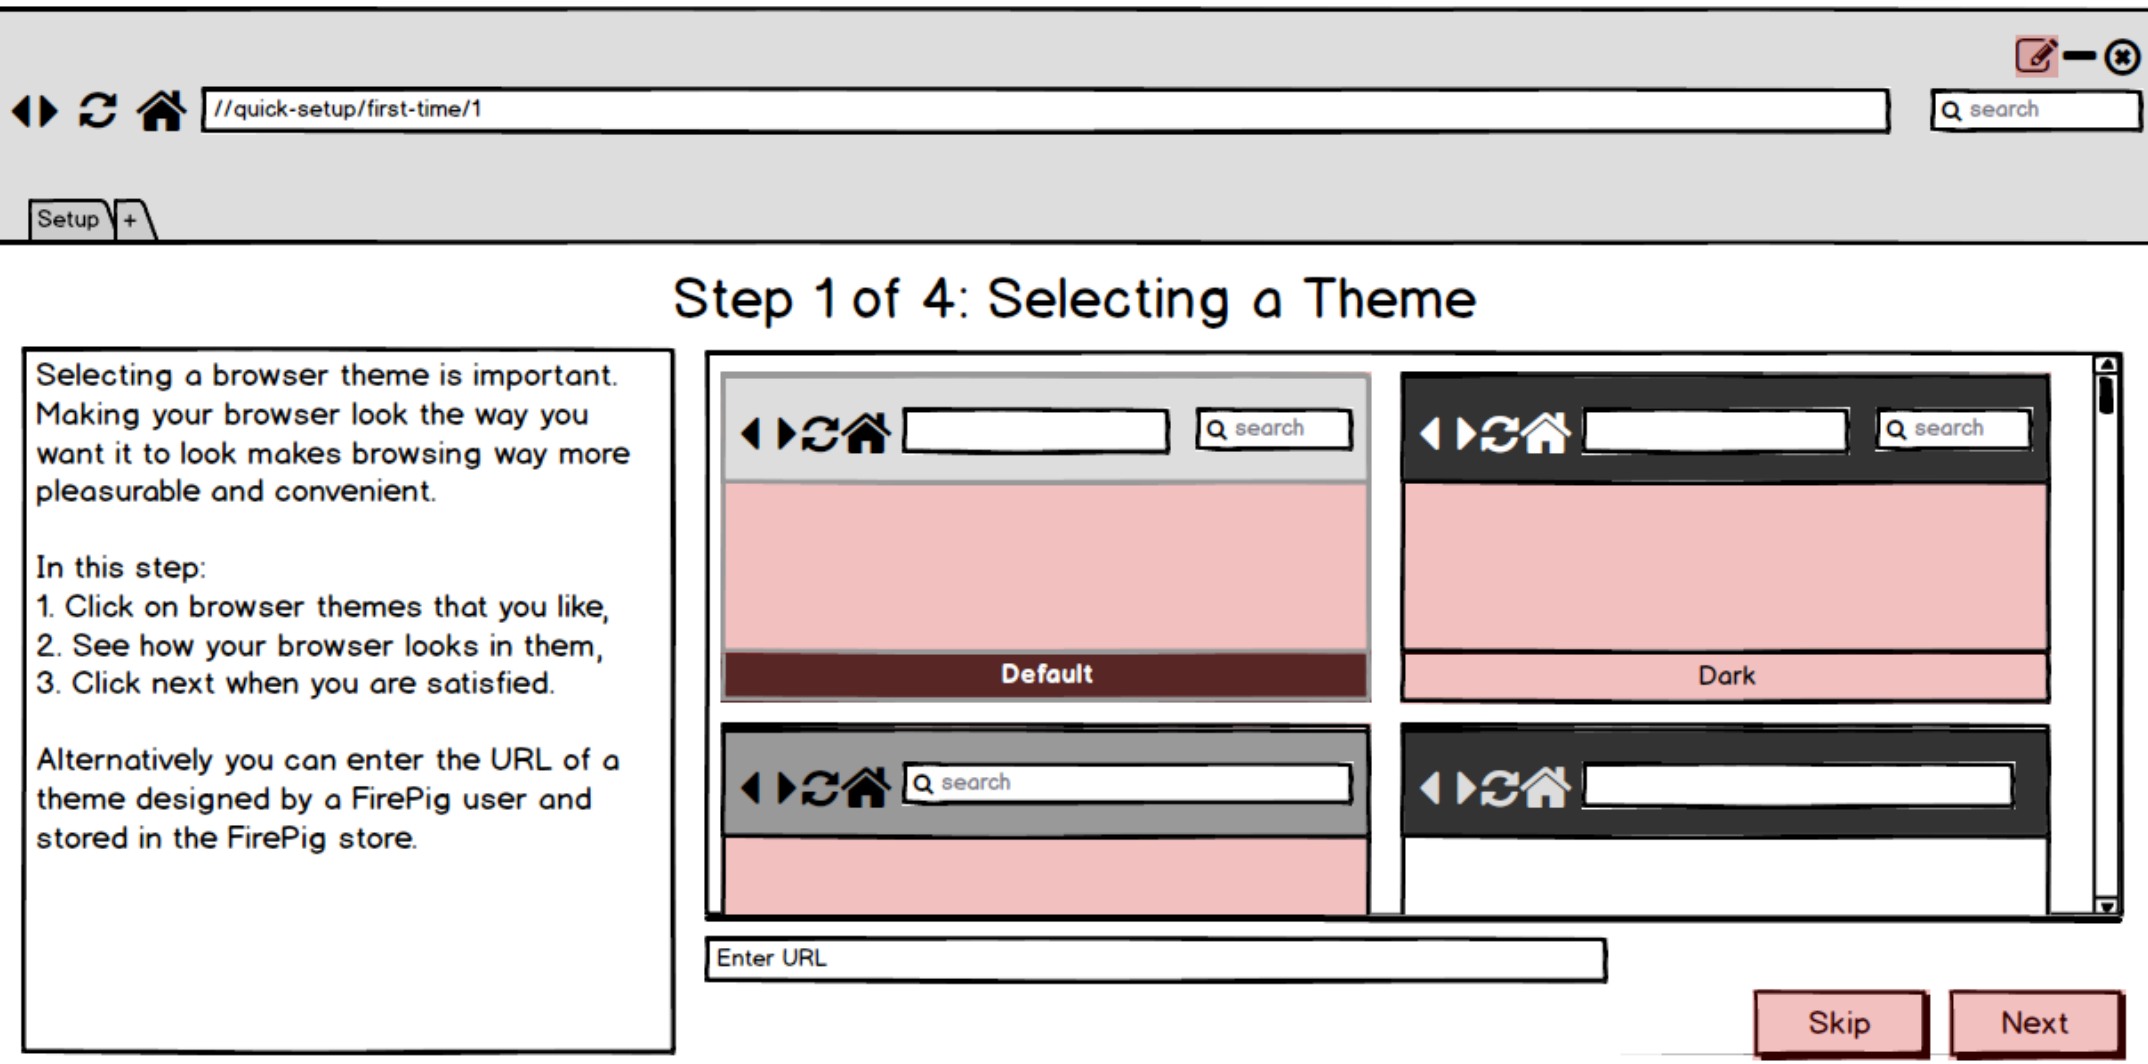 //quick-setup/first-time/1
search
Setup
+
Step 1 of 4: Selecting a Theme
Selecting a browser theme is important.
Making your browser look the way you
want it to look makes browsing way more
pleasurable and convenient.
In this step:
1. Click on browser themes that you like,
2. See how your browser looks in them,
3. Click next when you are satisfied.
Alternatively you can enter the URL of a
theme designed by a FirePig user and
stored in the FirePig store.
search
Default
search
Dark
search
Enter URL
Skip
Next